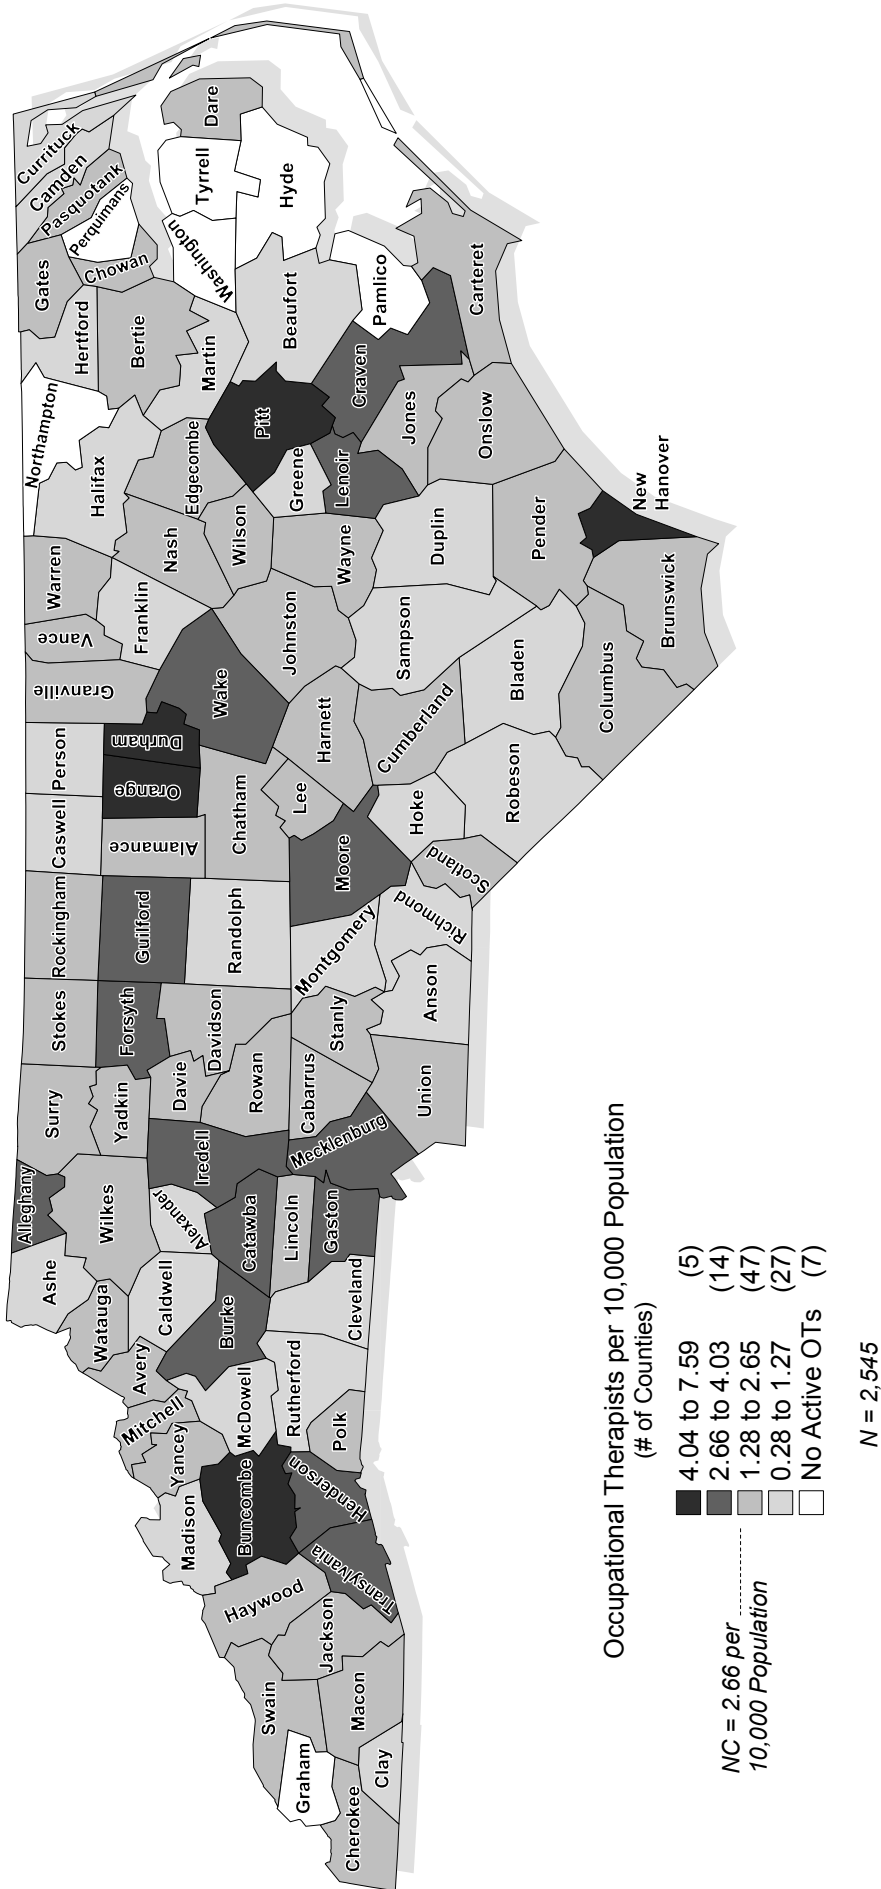 Cherokee
Graham
Clay
Swain
Macon
Jackson
Haywood
Transylvania
Madison
Buncombe
Henderson
Yancey
Mitchell
McDowell
Rutherford
Polk
Avery
Watauga
Caldwell
Burke
Cleveland
Ashe
Alleghany
Wilkes
Alexander
Catawba
Lincoln
Gaston
Surry
Yadkin
Iredell
Mecklenburg
Stokes
Forsyth
Davie
Davidson
Rowan
Cabarrus
Stanly
Union
Rockingham
Guilford
Randolph
Montgomery
Anson
Richmond
Caswell
Alamance
Chatham
Moore
Scotland
Person
Orange
Durham
Lee
Hoke
Robeson
Granville
Vance
Wake
Harnett
Cumberland
Bladen
Columbus
Warren
Franklin
Johnston
Sampson
Brunswick
Halifax
Nash
Wilson
Wayne
Duplin
Pender
New
Hanover
Northampton
Edgecombe
Greene
Lenoir
Jones
Onslow
Hertford
Bertie
Martin
Pitt
Beaufort
Craven
Pamlico
Carteret
Gates
Chowan
Perquimans
Pasquotank
Camden
Currituck
Washington
Tyrrell
Hyde
Dare
Occupational Therapists per 10,000 Population
(# of Counties)
4.04 to 7.59 (5)
2.66 to 4.03 (14)
1.28 to 2.65 (47)
0.28 to 1.27 (27)
No Active OTs (7)
NC = 2.66 per
10,000 Population
N = 2,545